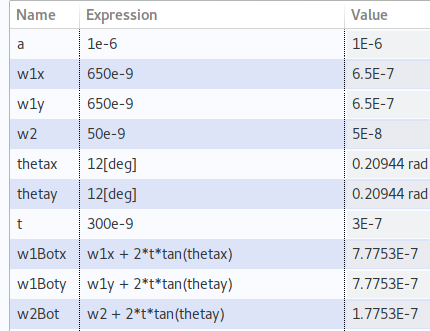 Name Expression Value
a 1e-6 1E-6
w1x 650e-9 6.5E-7
w1y 650e-9 6.5E-7
w2 50e-9 5E-8
thetax 12[deg] 0.20944 rad
thetay 12[deg] 0.20944 rad
t 300e-9 3E-7
w1Botx w1x + 2*t*tan(thetax) 7.7753E-7
w1Boty w1y + 2*t*tan(thetay) 7.7753E-7
w2Bot w2 + 2*t*tan(thetay) 1.7753E-7